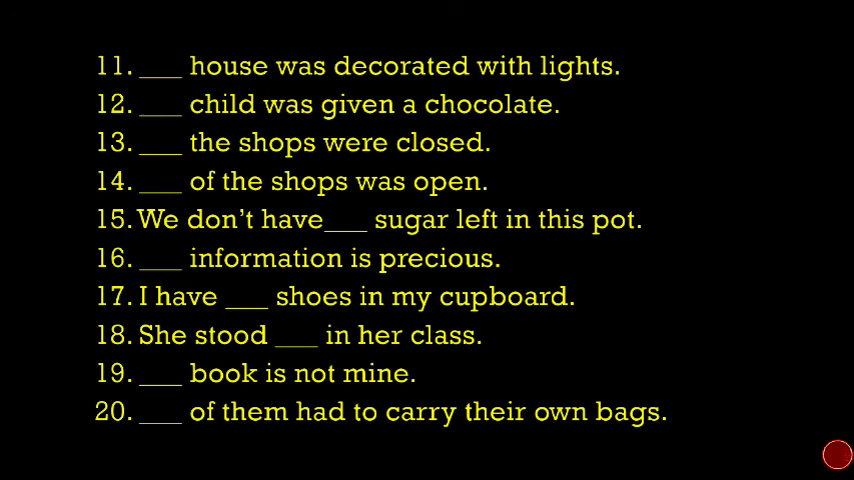 11. ___ house was decorated with lights.
12. ___ child was given a chocolate.
13. ___ the shops were closed.
14. ___ of the shops was open.
15. We don't have___ sugar left in this pot.
16. ___ information is precious.
17. I have ___ shoes in my cupboard.
18. She stood ___ in her class.
19. ___ book is not mine.
20. ___ of them had to carry their own bags.